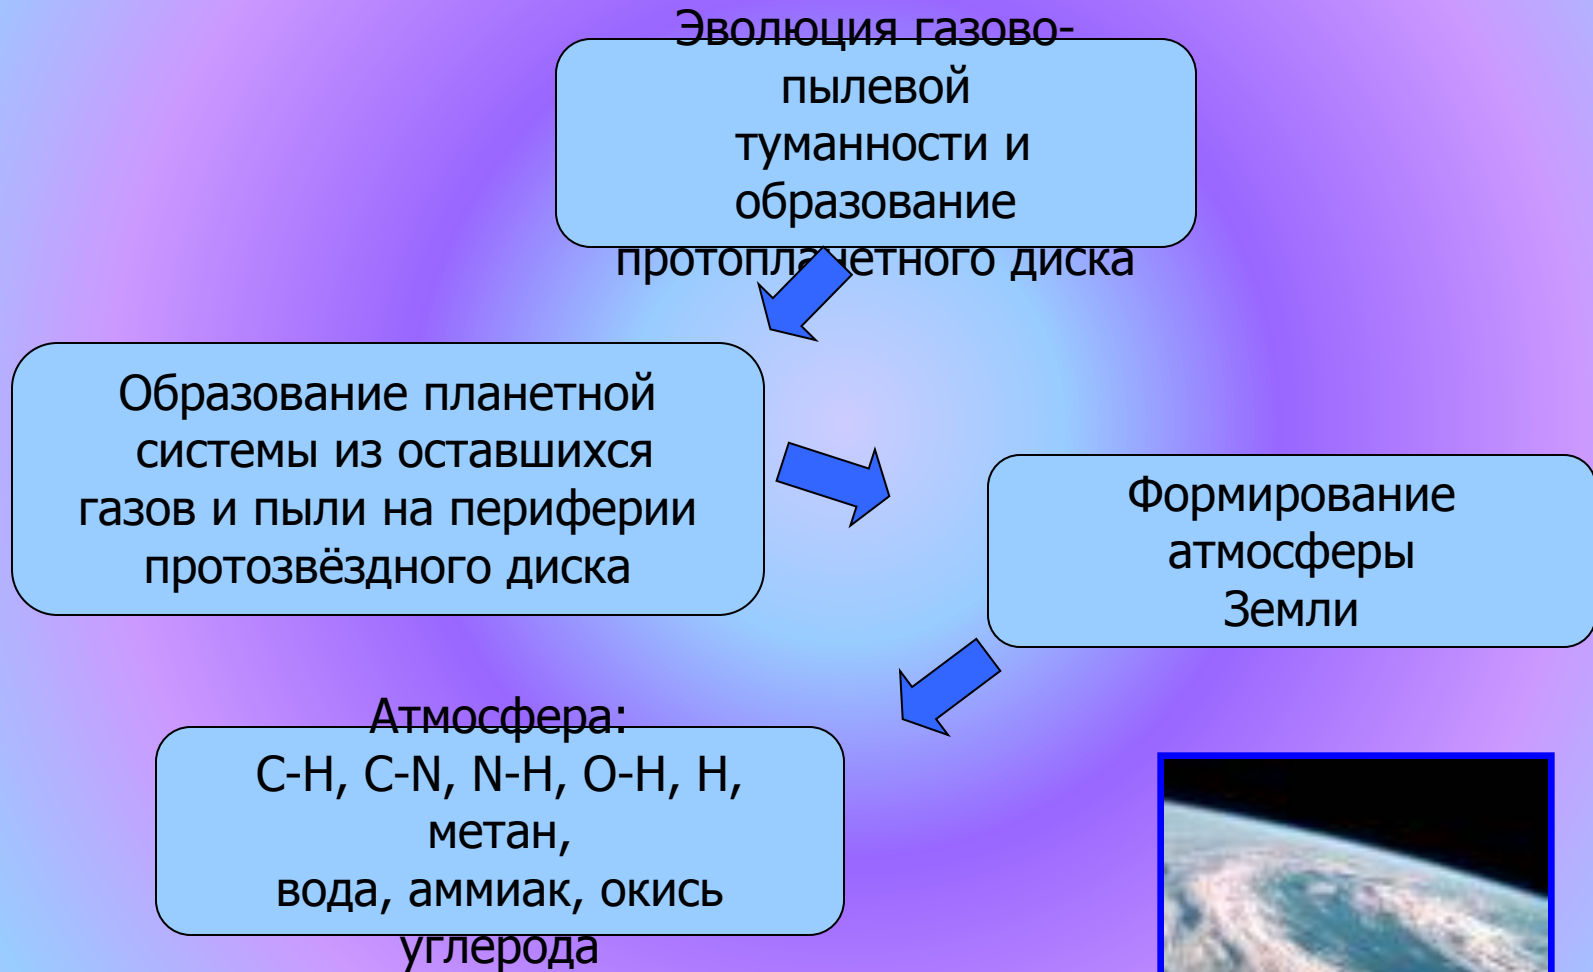 Эволюция газово-
пылевой
туманности и
образование
протопланетного диска
Образование планетной
системы из оставшихся
газов и пыли на периферии
протозвёздного диска
Формирование
атмосферы
Земли
Атмосфера:
С-Н, С-N, N-H, O-H, Н,
метан,
вода, аммиак, окись
углерода